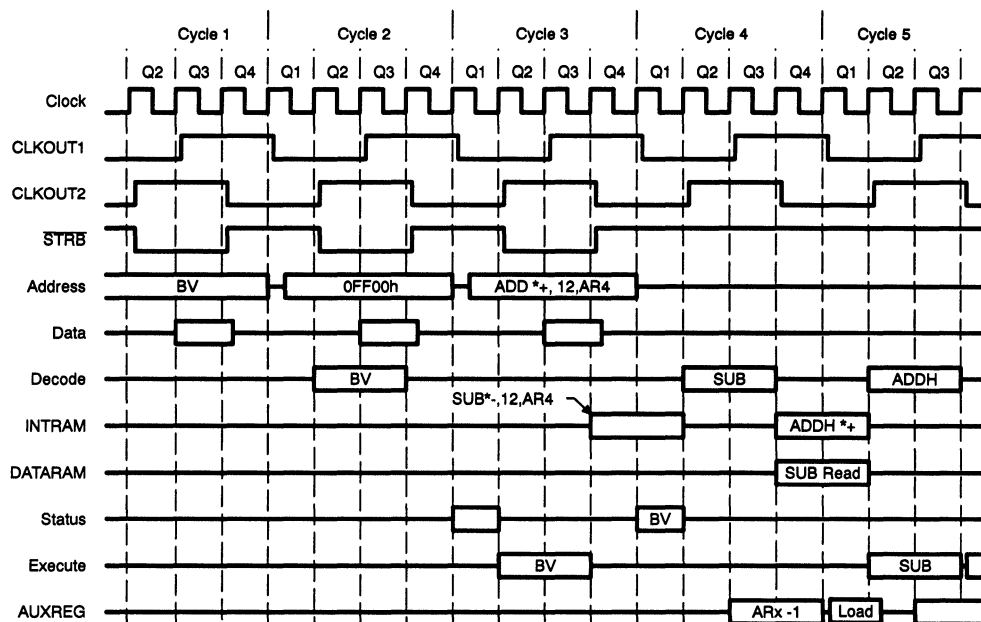 Cycle 1 Cycle 2 Cycle 3 Cycle 4 Cycle 5
Q2 Q3 Q4 Q1 Q2 Q3 Q4 Q1 Q2 Q3 Q4 Q1 Q2 Q3 Q4 Q1 Q2 Q3
Clock
CLKOUT1
CLKOUT2
STRB
Address BV 0FF00h ADD *+, 12,AR4
Data
Decode BV SUB ADDH
SUB*-,12,AR4
INTRAM ADDH *+
DATARAM SUB Read
Status BV
Execute BV SUB
AUXREG ARx -1 Load